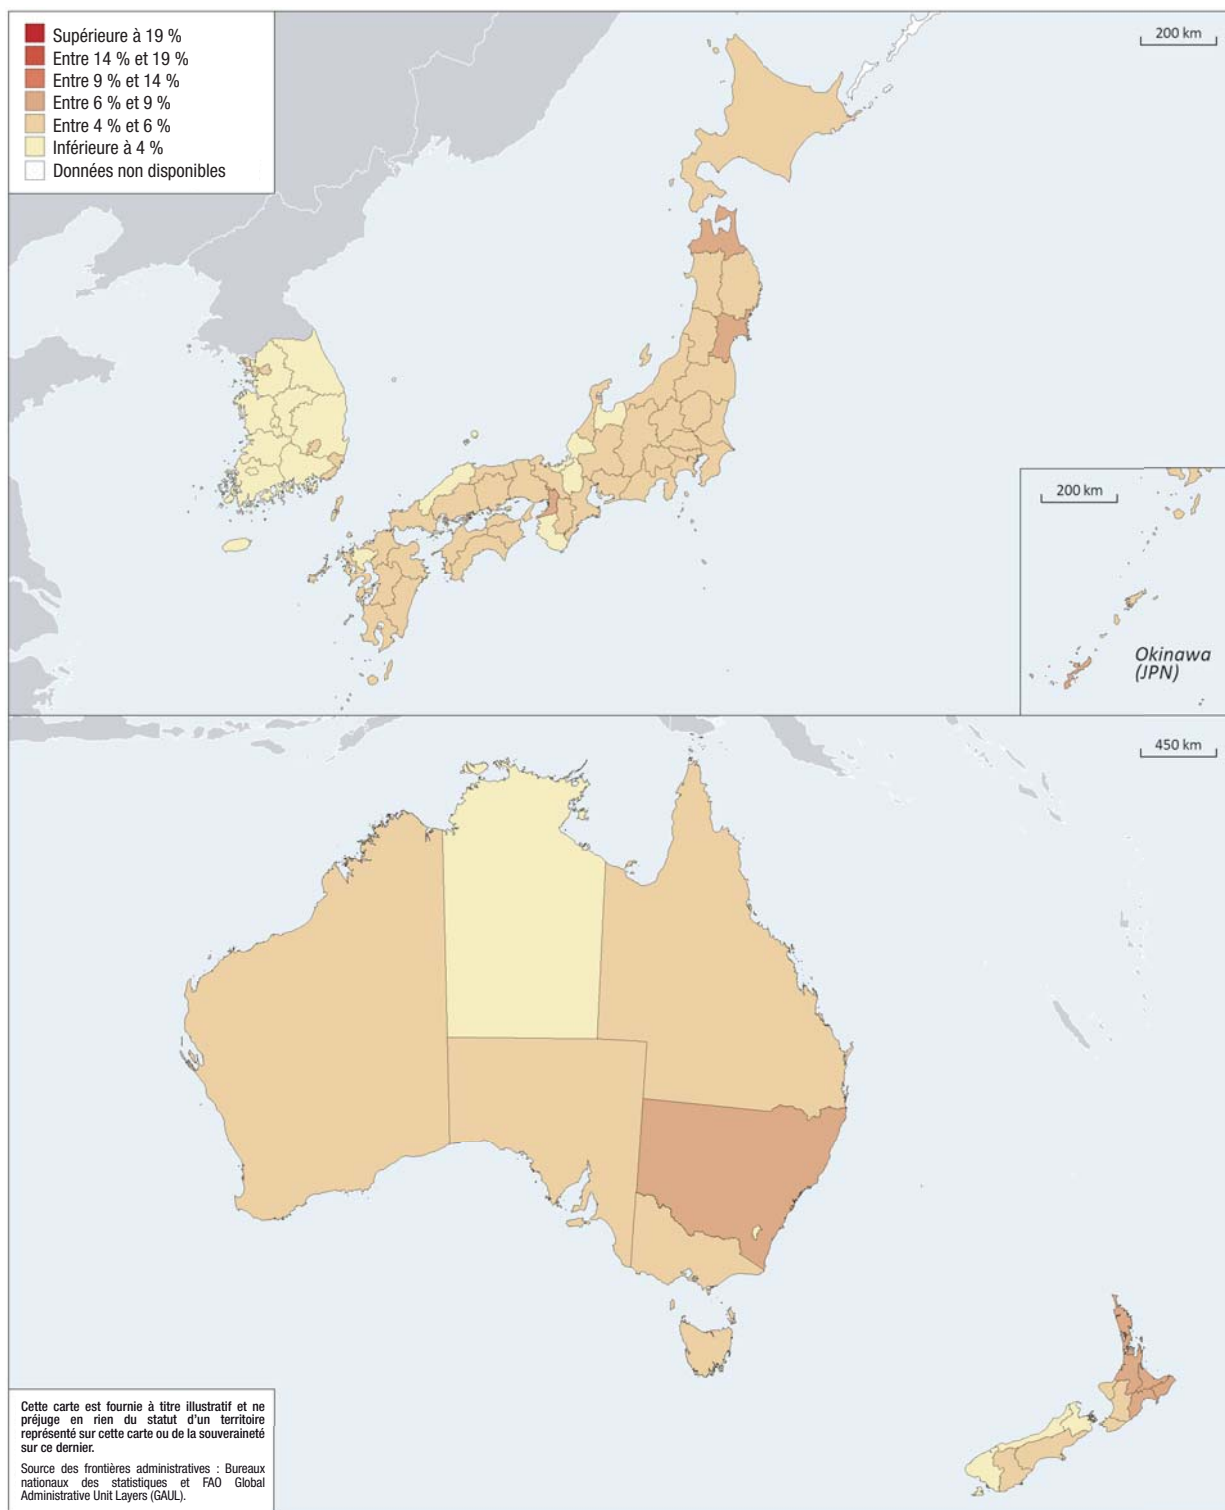 Supérieure à 19 %
Entre 14 % et 19 %
Entre 9 % et 14 %
Entre 6 % et 9 %
Entre 4 % et 6 %
Inférieure à 4 %
Données non disponibles
200 km
200 km
Okinawa
(JPN)
450 km
Cette carte est fournie à titre illustratif et ne
préjuge en rien du statut d'un territoire
représenté sur cette carte ou de la souveraineté
sur ce dernier.
Source des frontières administratives : Bureaux
nationaux des statistiques et FAO Global
Administrative Unit Layers (GAUL).